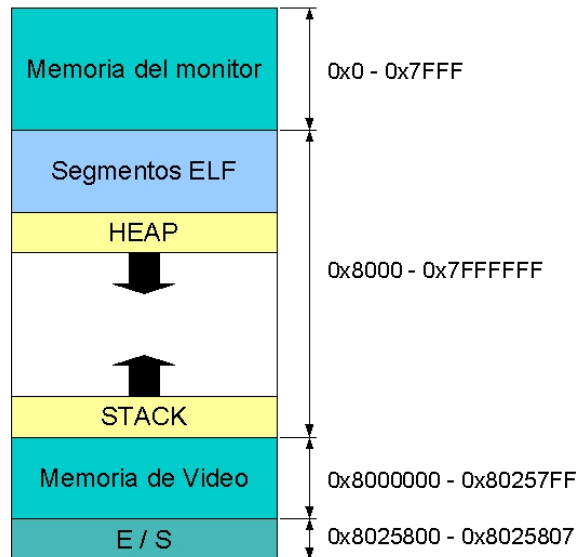 Memoria del monitor
0x0 - 0x7FFF
Segmentos ELF
HEAP
0x8000 - 0x7FFFFFF
STACK
Memoria de Video
0x8000000 - 0x80257FF
E / S
0x8025800 - 0x8025807